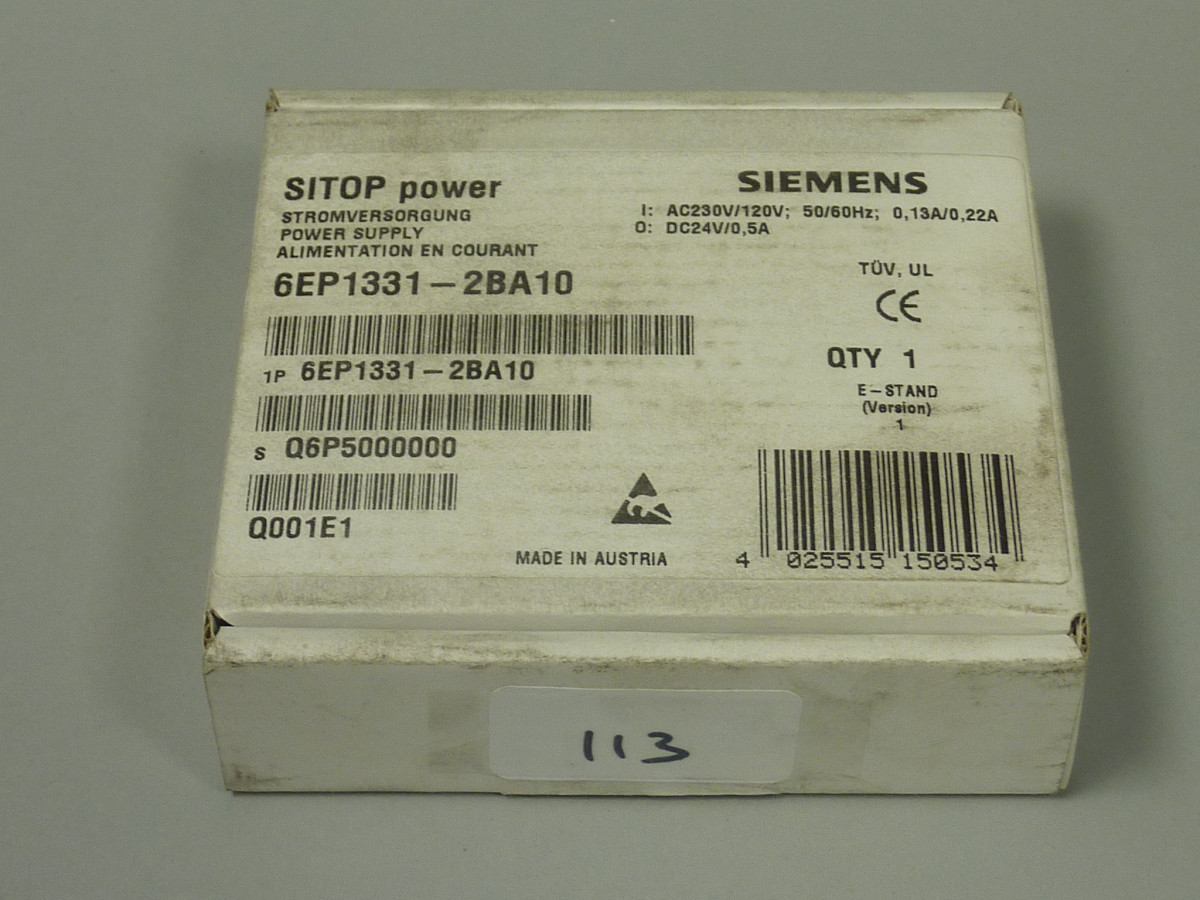 SITOP power
STROMVERSORGUNG
POWER SUPPLY
ALIMENTATION EN COURANT
6EP1331-2BA10
1P 6EP1331-2BA10
S Q6P5000000
Q001E1
SIEMENS
I: AC230V/120V; 50/60Hz; 0,13A/0,22A
O: DC24V/0,5A
TÜV, UL
CE
QTY 1
E-STAND
(Version)
1
MADE IN AUSTRIA
4 025515 150534
113